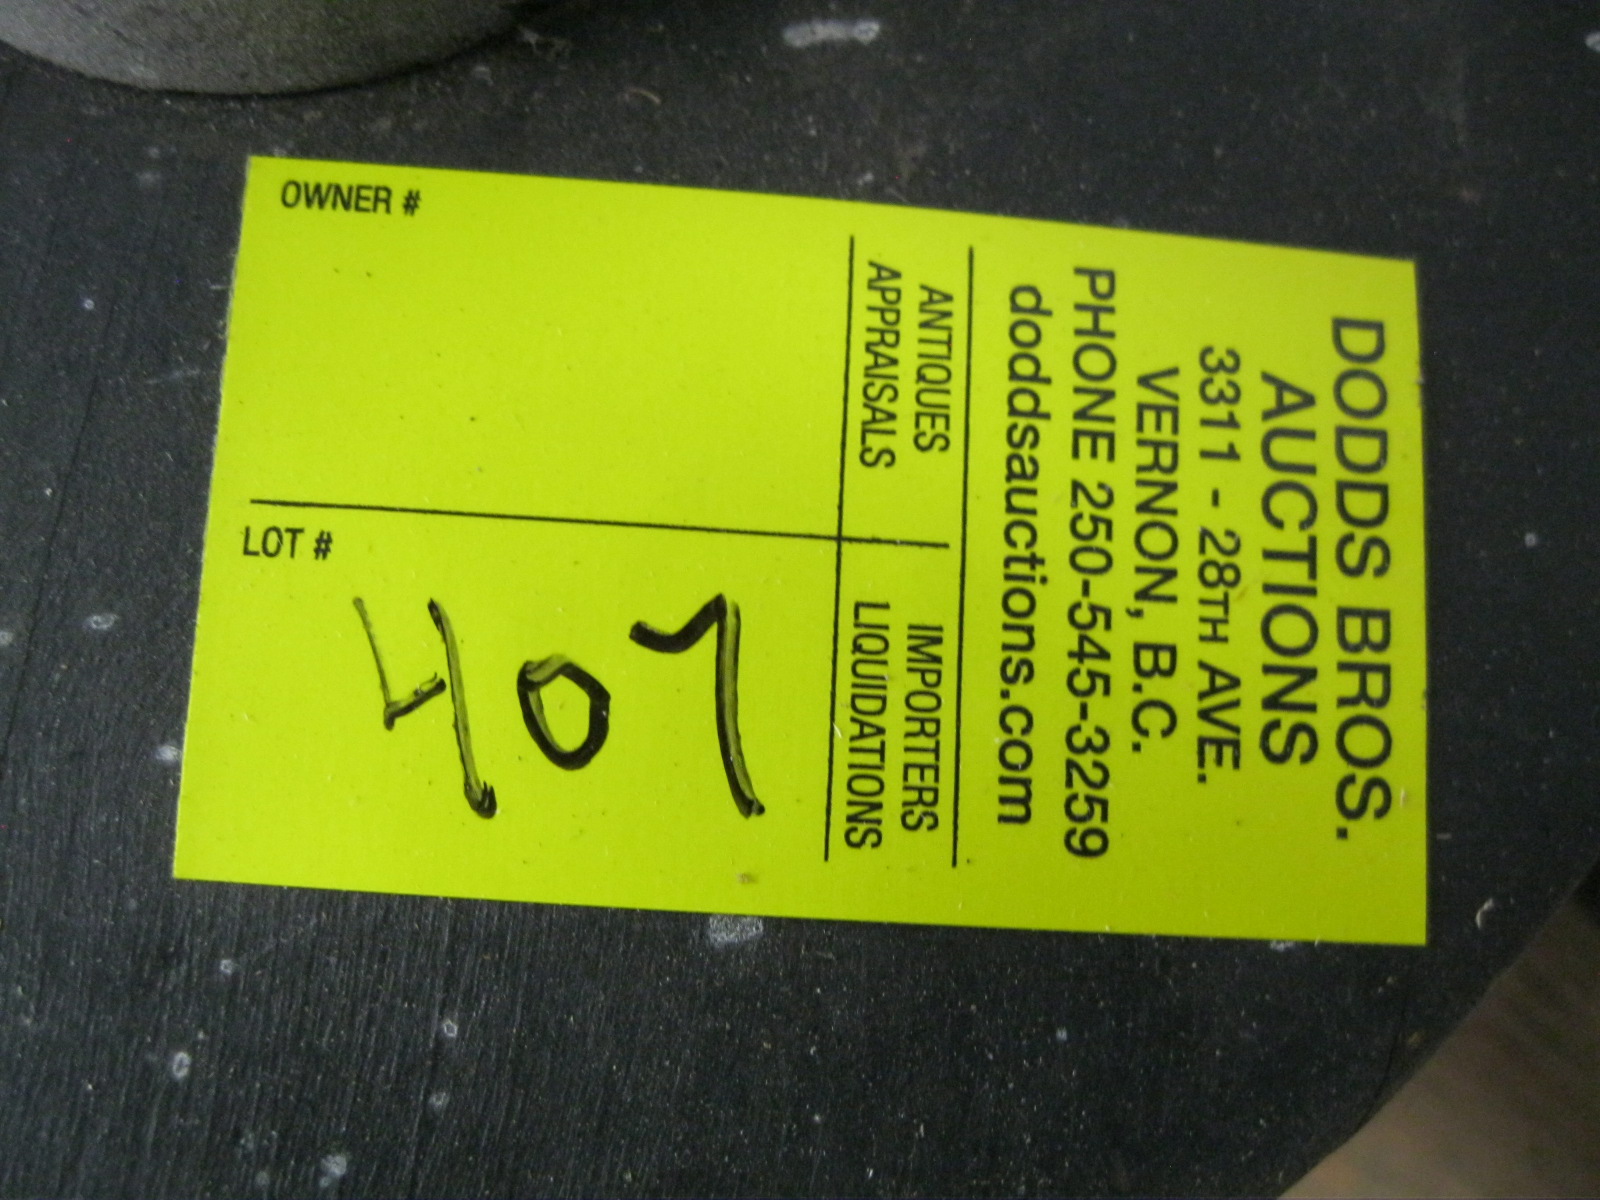 DODDS BROS.
AUCTIONS
3311 - 28TH AVE.
VERNON, B.C.
PHONE 250-545-3259
doddsauctions.com
ANTIQUES IMPORTERS
APPRAISALS LIQUIDATIONS
OWNER #
LOT #
407